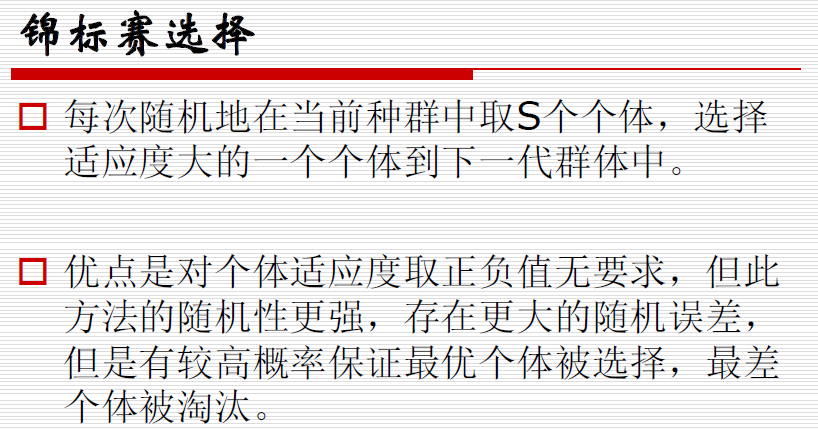 锦标赛选择
每次随机地在当前种群中取S个个体，选择
适应度大的一个个体到下一代群体中。
优点是对个体适应度取正负值无要求，但此
方法的随机性更强，存在更大的随机误差，
但是有较高概率保证最优个体被选择，最差
个体被淘汰。